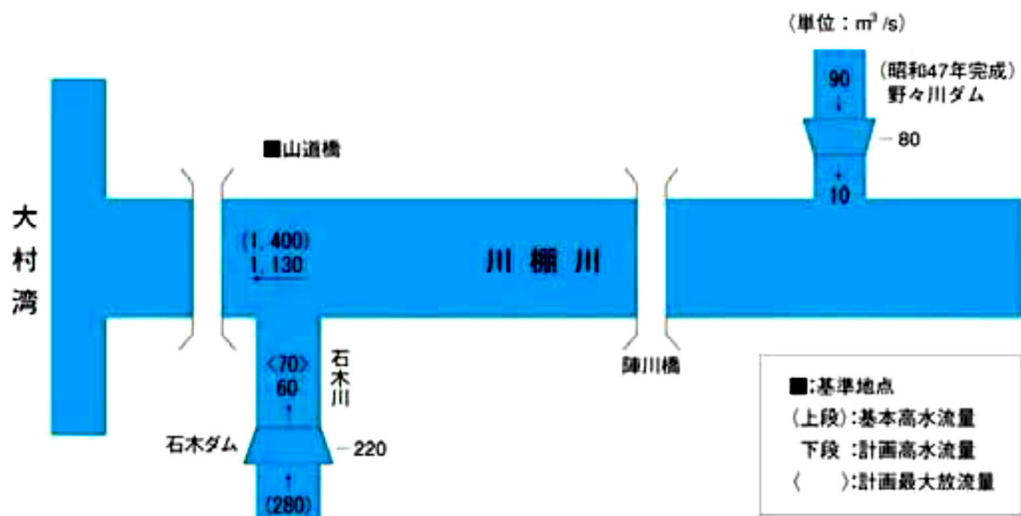 (単位:m³/s)
90
↓
(昭和47年完成)
野々川ダム
-80
↓
10
■山道橋
大村湾
(1,400)
1,130
←
川棚川
陣川橋
〈70〉
60
↑
石木川
石木ダム
-220
↑
(280)
■:基準地点
(上段):基本高水流量
下段 :計画高水流量
〈 〉:計画最大放流量